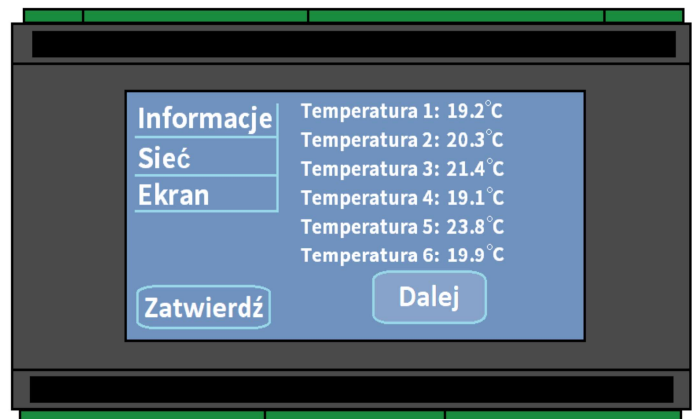 Informacje
Sieć
Ekran
Zatwierdź
Temperatura 1: 19.2°C
Temperatura 2: 20.3°C
Temperatura 3: 21.4°C
Temperatura 4: 19.1°C
Temperatura 5: 23.8°C
Temperatura 6: 19.9°C
Dalej